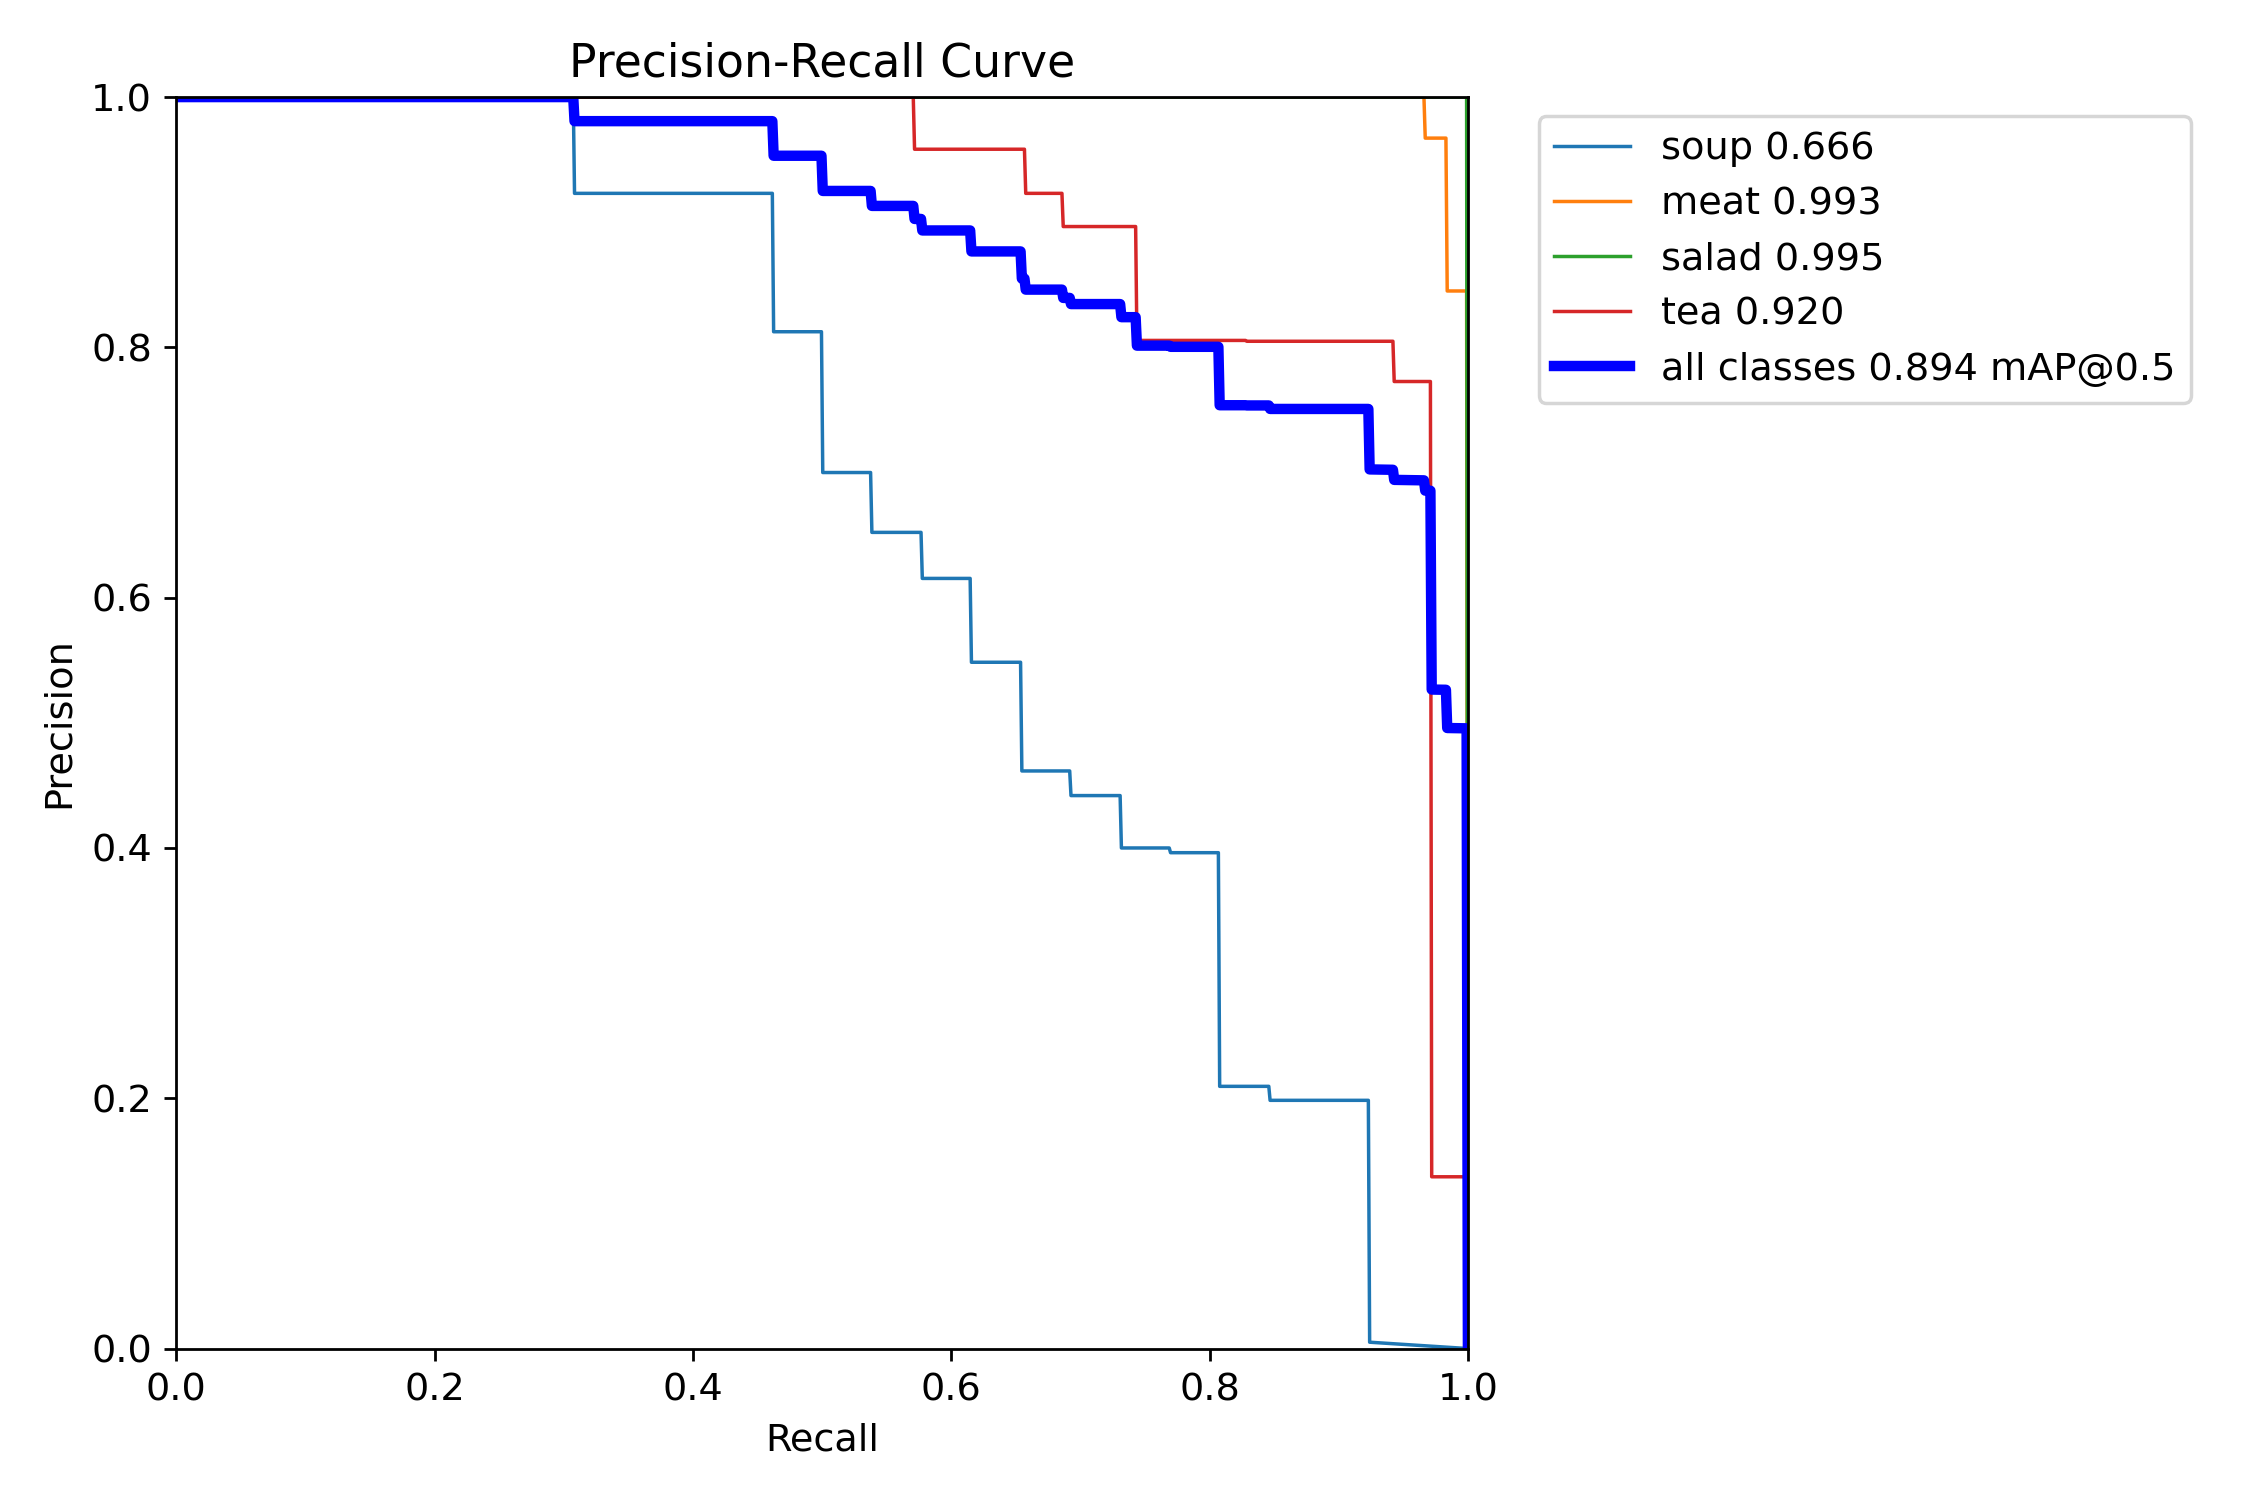 Precision-Recall Curve
1.0
0.8
0.6
0.4
0.2
0.0
Precision
0.0 0.2 0.4 0.6 0.8 1.0
Recall
soup 0.666
meat 0.993
salad 0.995
tea 0.920
all classes 0.894 mAP@0.5